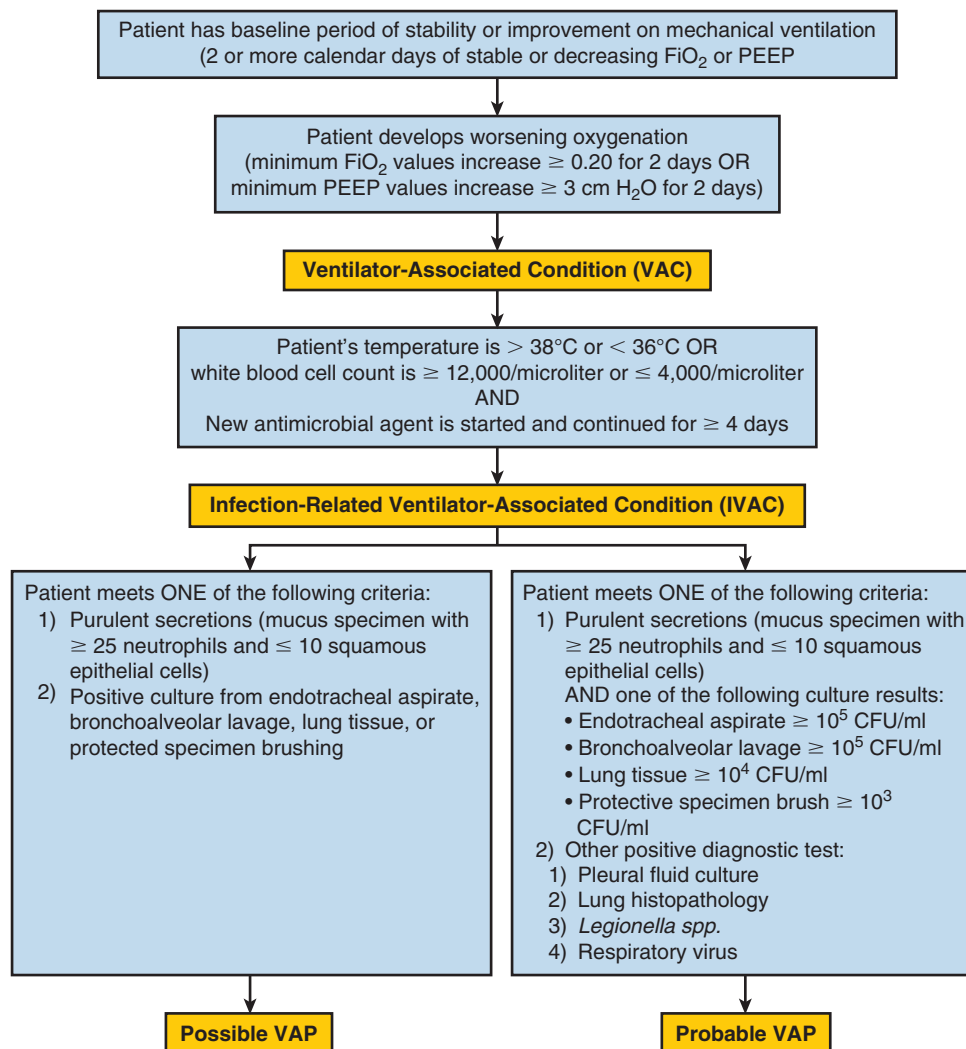 Patient has baseline period of stability or improvement on mechanical ventilation
(2 or more calendar days of stable or decreasing FiO₂ or PEEP
Patient develops worsening oxygenation
(minimum FiO₂ values increase ≥ 0.20 for 2 days OR
minimum PEEP values increase ≥ 3 cm H₂O for 2 days)
Ventilator-Associated Condition (VAC)
Patient's temperature is > 38°C or < 36°C OR
white blood cell count is ≥ 12,000/microliter or ≤ 4,000/microliter
AND
New antimicrobial agent is started and continued for ≥ 4 days
Infection-Related Ventilator-Associated Condition (IVAC)
Patient meets ONE of the following criteria:
1) Purulent secretions (mucus specimen with
≥ 25 neutrophils and ≤ 10 squamous
epithelial cells)
2) Positive culture from endotracheal aspirate,
bronchoalveolar lavage, lung tissue, or
protected specimen brushing
Possible VAP
Patient meets ONE of the following criteria:
1) Purulent secretions (mucus specimen with
≥ 25 neutrophils and ≤ 10 squamous
epithelial cells)
AND one of the following culture results:
• Endotracheal aspirate ≥ 10⁵ CFU/ml
• Bronchoalveolar lavage ≥ 10⁵ CFU/ml
• Lung tissue ≥ 10⁴ CFU/ml
• Protective specimen brush ≥ 10³
CFU/ml
2) Other positive diagnostic test:
1) Pleural fluid culture
2) Lung histopathology
3) Legionella spp.
4) Respiratory virus
Probable VAP